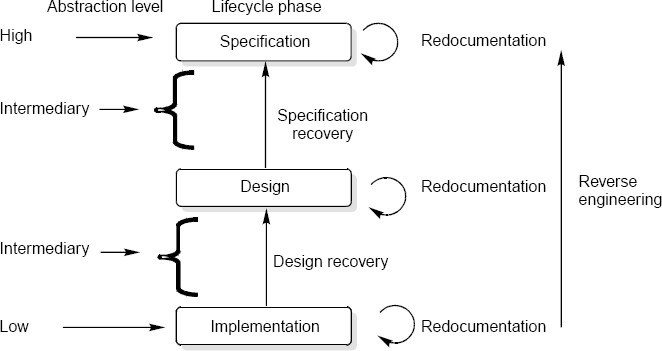 Abstraction level Lifecycle phase
High Specification Redocumentation
Intermediary
Specification
recovery
Design Redocumentation
Reverse
engineering
Intermediary
Design recovery
Low Implementation Redocumentation